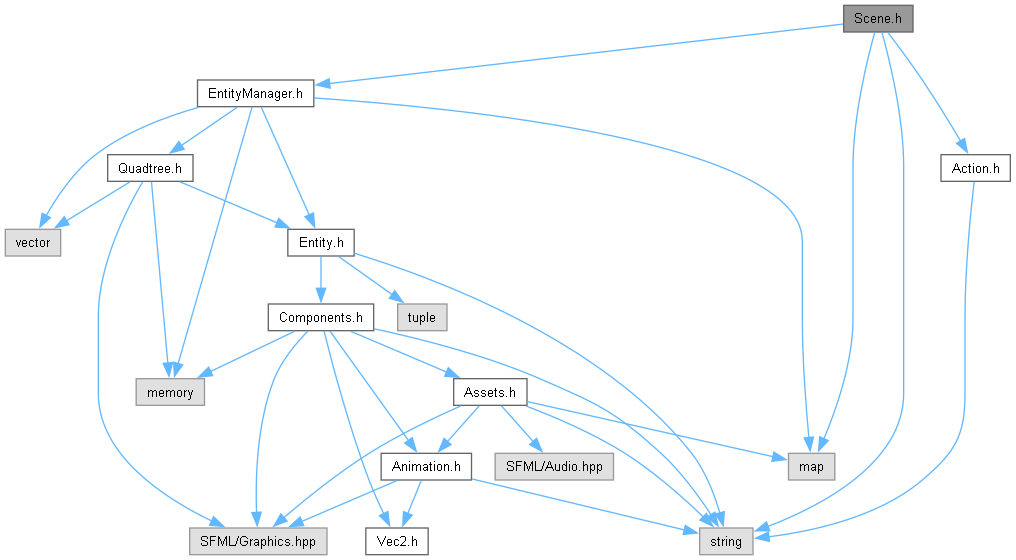 Scene.h
EntityManager.h
Quadtree.h
Action.h
vector
Entity.h
Components.h
tuple
memory
Assets.h
Animation.h
SFML/Audio.hpp
map
SFML/Graphics.hpp
Vec2.h
string